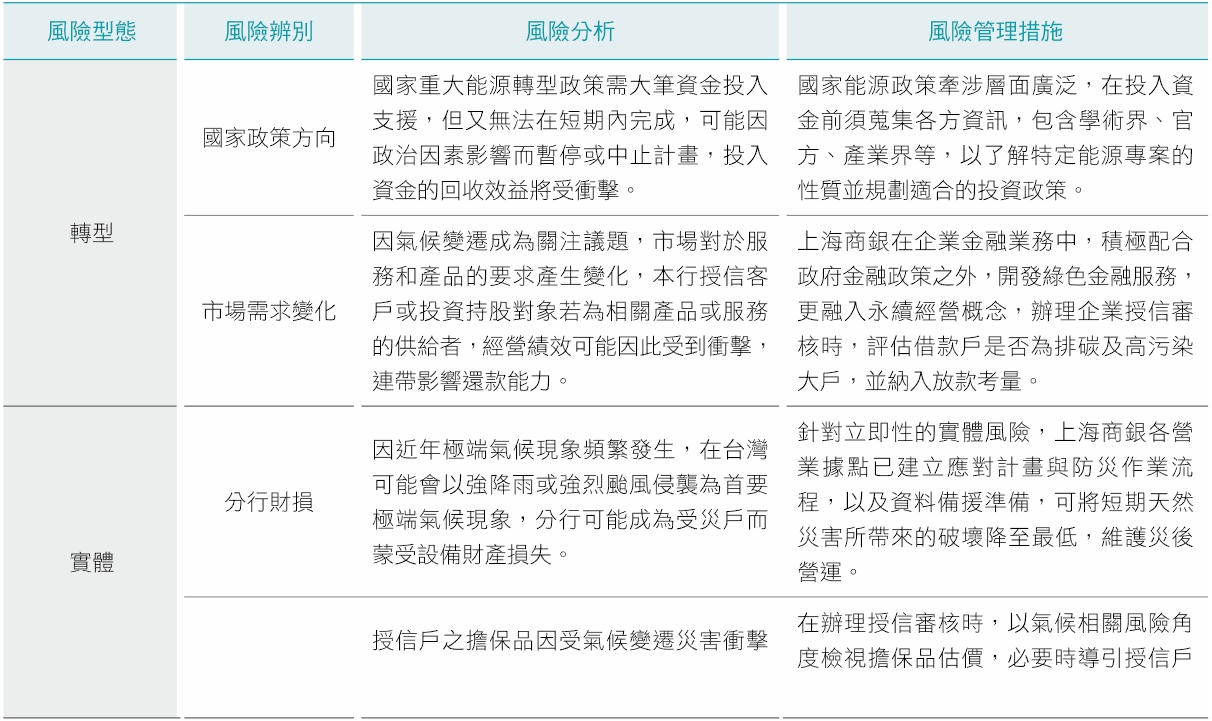 風險型態
風險辨別
風險分析
風險管理措施
轉型
國家政策方向
國家重大能源轉型政策需大筆資金投入
支援，但又無法在短期內完成，可能因
政治因素影響而暫停或中止計畫，投入
資金的回收效益將受衝擊。
國家能源政策牽涉層面廣泛，在投入資
金前須蒐集各方資訊，包含學術界、官
方、產業界等，以了解特定能源專案的
性質並規劃適合的投資政策。
市場需求變化
因氣候變遷成為關注議題，市場對於服
務和產品的要求產生變化，本行授信客
戶或投資持股對象若為相關產品或服務
的供給者，經營績效可能因此受到衝擊，
連帶影響還款能力。
上海商銀在企業金融業務中，積極配合
政府金融政策之外，開發綠色金融服務，
更融入永續經營概念，辦理企業授信審
核時，評估借款戶是否為排碳及高污染
大戶，並納入放款考量。
實體
分行財損
因近年極端氣候現象頻繁發生，在台灣
可能會以強降雨或強烈颱風侵襲為首要
極端氣候現象，分行可能成為受災戶而
蒙受設備財產損失。
針對立即性的實體風險，上海商銀各營
業據點已建立應對計畫與防災作業流
程，以及資料備援準備，可將短期天然
災害所帶來的破壞降至最低，維護災後
營運。
授信戶之擔保品因受氣候變遷災害衝擊
在辦理授信審核時，以氣候相關風險角
度檢視擔保品估價，必要時導引授信戶